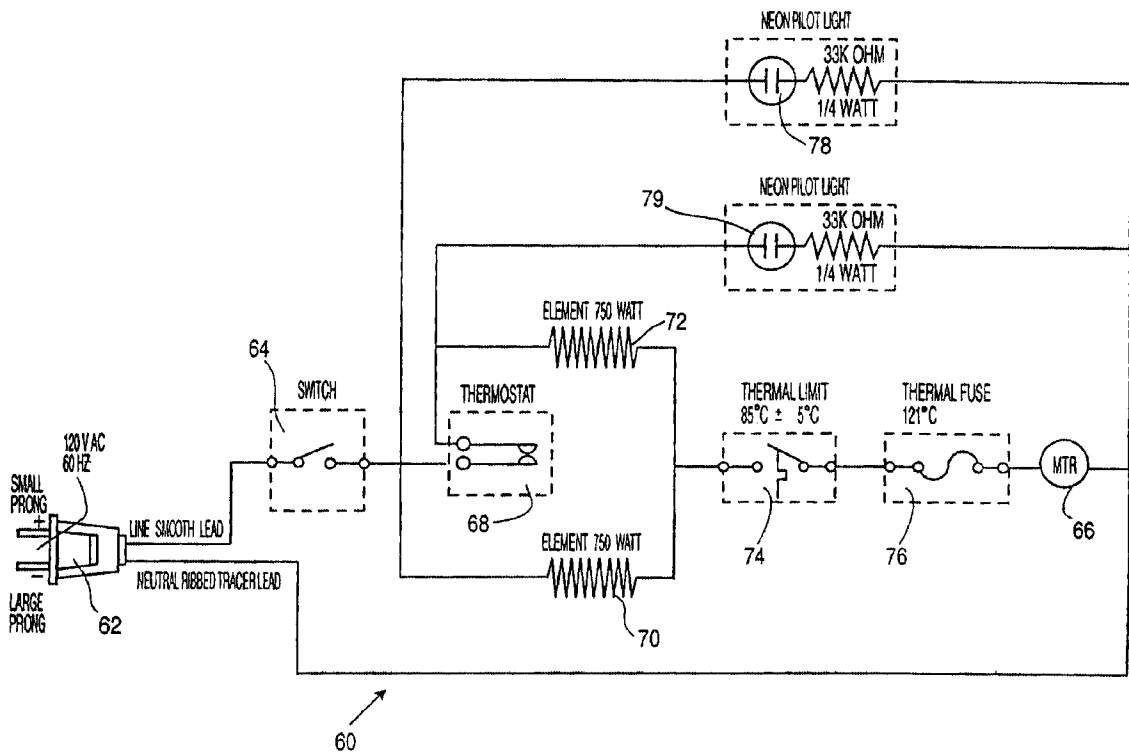 NEON PILOT LIGHT
33K OHM
1/4 WATT
78
NEON PILOT LIGHT
79
33K OHM
1/4 WATT
ELEMENT 750 WATT
72
64
SWITCH
THERMOSTAT
THERMAL LIMIT
85°C ± 5°C
THERMAL FUSE
121°C
120 V AC
60 HZ
SMALL
PRONG
+
LINE SMOOTH LEAD
68
74
76
MTR
66
ELEMENT 750 WATT
−
NEUTRAL RIBBED TRACER LEAD
LARGE
PRONG
62
70
60